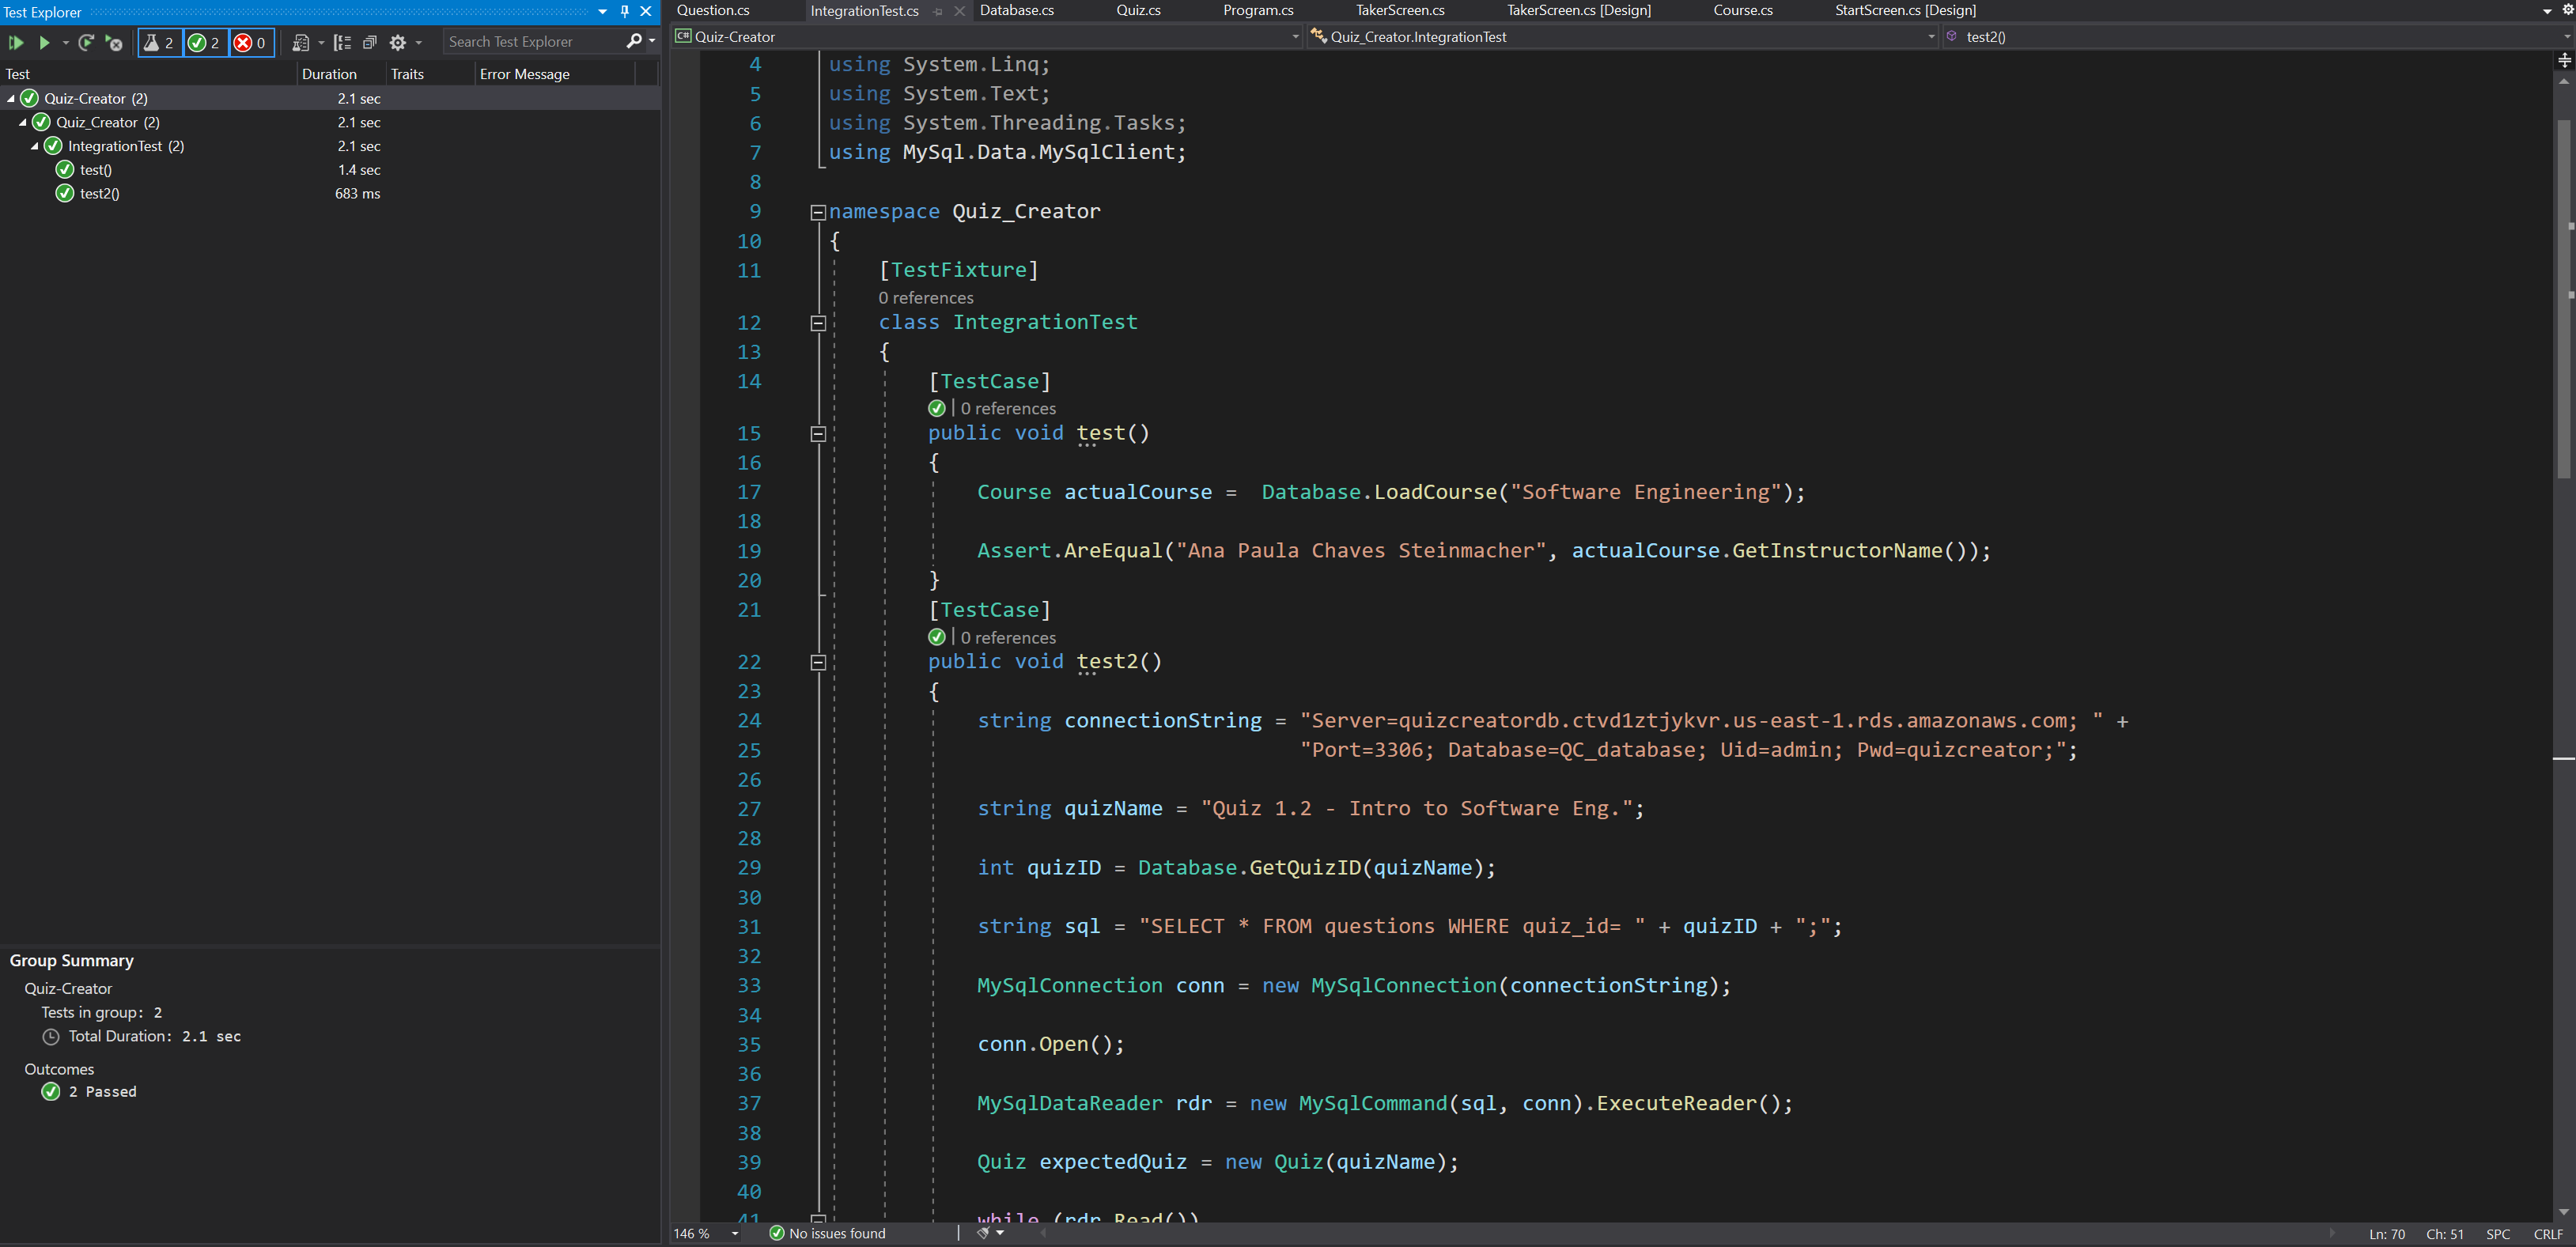 Test Explorer
2 2 0 Search Test Explorer
Test Duration Traits Error Message
Quiz-Creator (2) 2.1 sec
Quiz_Creator (2) 2.1 sec
IntegrationTest (2) 2.1 sec
test() 1.4 sec
test2() 683 ms
Group Summary
Quiz-Creator
Tests in group: 2
Total Duration: 2.1 sec
Outcomes
2 Passed
Question.cs IntegrationTest.cs Database.cs Quiz.cs Program.cs TakerScreen.cs TakerScreen.cs [Design] Course.cs StartScreen.cs [Design]
C# Quiz-Creator Quiz_Creator.IntegrationTest test2()
4 using System.Linq;
5 using System.Text;
6 using System.Threading.Tasks;
7 using MySql.Data.MySqlClient;
8
9 namespace Quiz_Creator
10 {
11 [TestFixture]
0 references
12 class IntegrationTest
13 {
14 [TestCase]
0 references
15 public void test()
16 {
17 Course actualCourse =  Database.LoadCourse("Software Engineering");
18
19 Assert.AreEqual("Ana Paula Chaves Steinmacher", actualCourse.GetInstructorName());
20 }
21 [TestCase]
0 references
22 public void test2()
23 {
24 string connectionString = "Server=quizcreatordb.ctvd1ztjykvr.us-east-1.rds.amazonaws.com; " +
25 "Port=3306; Database=QC_database; Uid=admin; Pwd=quizcreator;";
26
27 string quizName = "Quiz 1.2 - Intro to Software Eng.";
28
29 int quizID = Database.GetQuizID(quizName);
30
31 string sql = "SELECT * FROM questions WHERE quiz_id= " + quizID + ";";
32
33 MySqlConnection conn = new MySqlConnection(connectionString);
34
35 conn.Open();
36
37 MySqlDataReader rdr = new MySqlCommand(sql, conn).ExecuteReader();
38
39 Quiz expectedQuiz = new Quiz(quizName);
40
41 while (rdr.Read())
146 % No issues found Ln: 70 Ch: 51 SPC CRLF